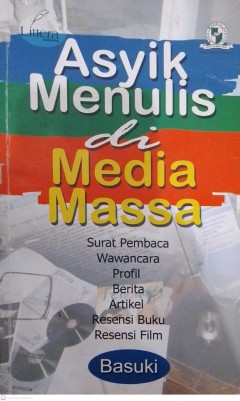 Littera
Asyik
Menulis
di
Media
Massa
Surat Pembaca
Wawancara
Profil
Berita
Artikel
Resensi Buku
Resensi Film
Basuki